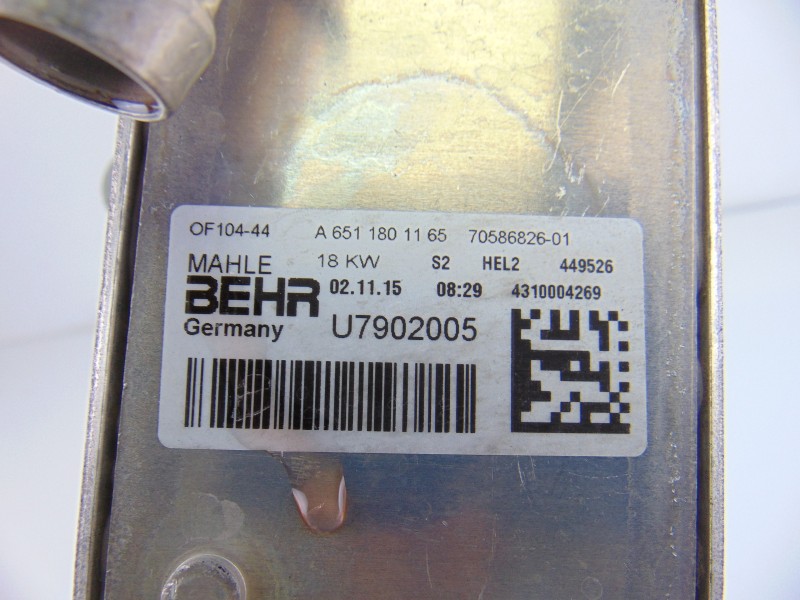 OF104-44 A 651 180 11 65 70586826-01
MAHLE 18 KW S2 HEL2 449526
BEHR 02.11.15 08:29 4310004269
Germany U7902005